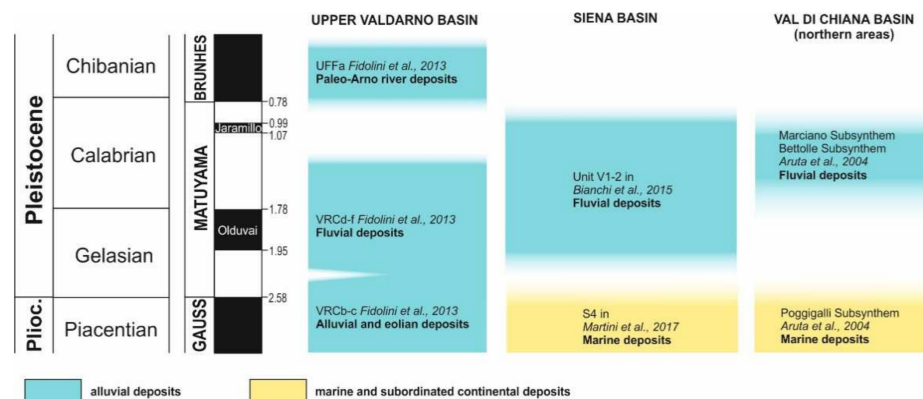 UPPER VALDARNO BASIN
SIENA BASIN
VAL DI CHIANA BASIN
(northern areas)
Pleistocene
Plioc.
Chibanian
Calabrian
Gelasian
Piacentian
BRUNHES
MATUYAMA
GAUSS
Jaramillo
Olduvai
0.78
0.99
1.07
1.78
1.95
2.58
UFFa Fidolini et al., 2013
Paleo-Arno river deposits
VRCd-f Fidolini et al., 2013
Fluvial deposits
VRCb-c Fidolini et al., 2013
Alluvial and eolian deposits
Unit V1-2 in
Bianchi et al., 2015
Fluvial deposits
S4 in
Martini et al., 2017
Marine deposits
Marciano Subsynthem
Bettolle Subsynthem
Aruta et al., 2004
Fluvial deposits
Poggigalli Subsynthem
Aruta et al., 2004
Marine deposits
alluvial deposits
marine and subordinated continental deposits